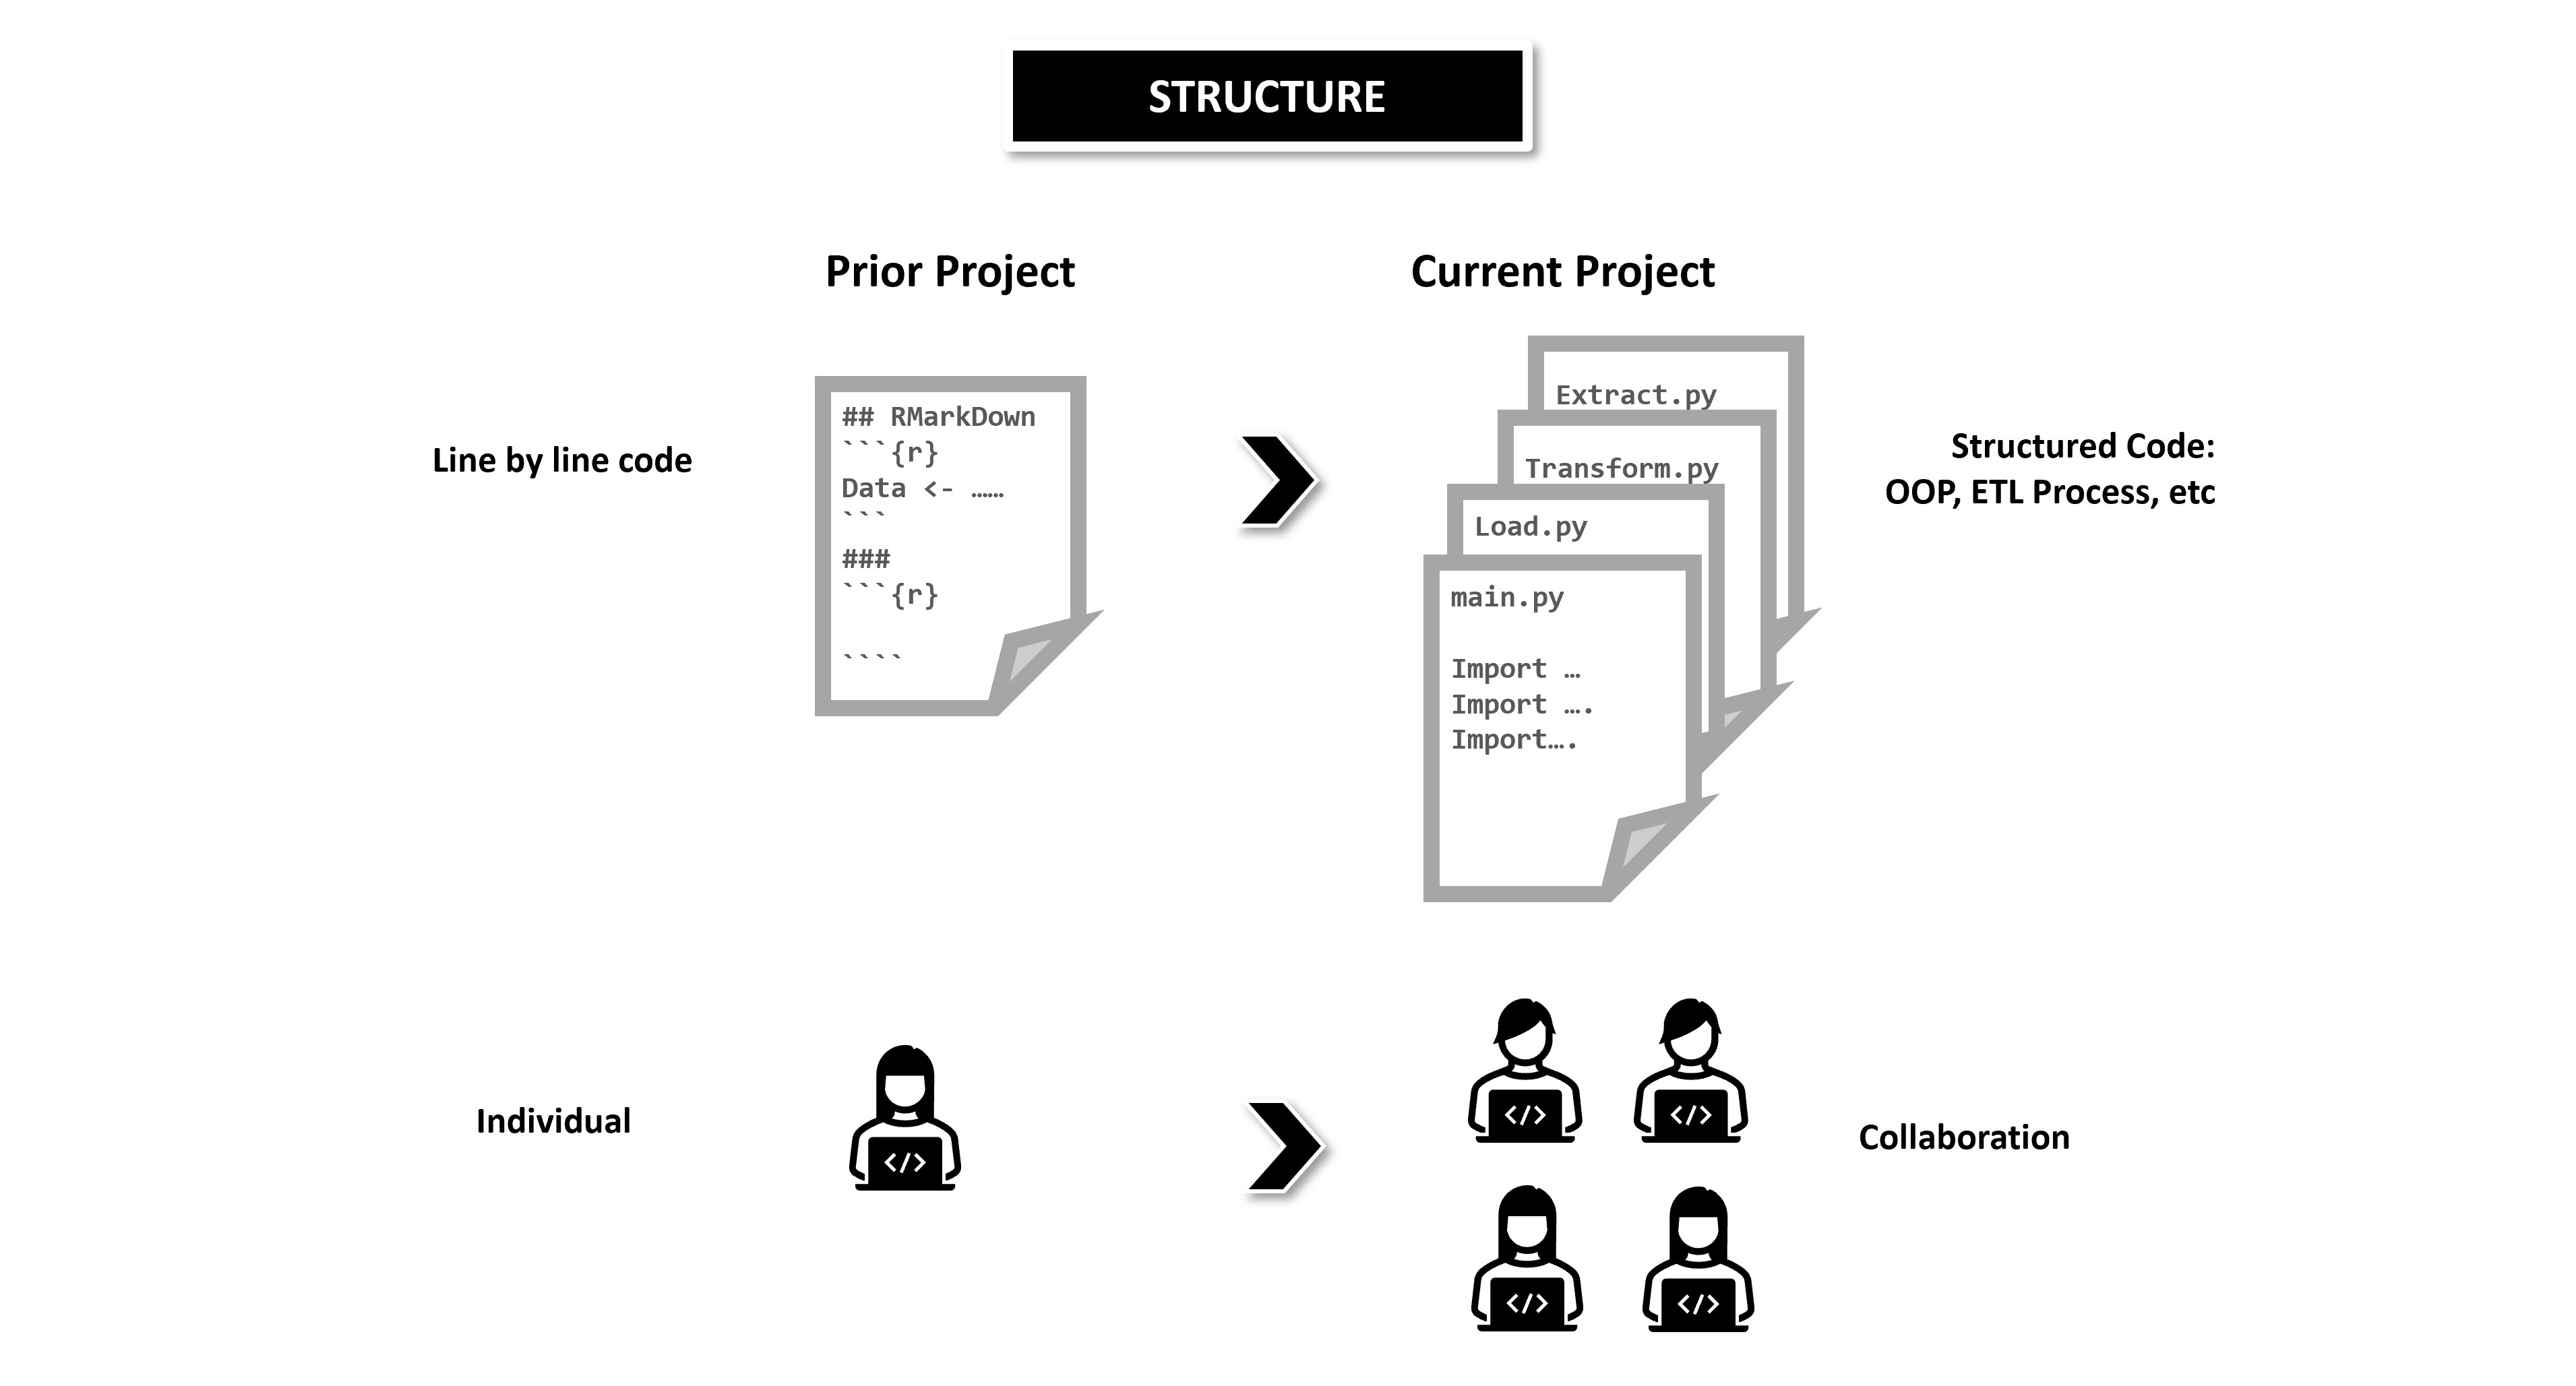 STRUCTURE
Prior Project
Current Project
Line by line code
## RMarkDown
```{r}
Data <- ……
```
###
```{r}
````
Extract.py
Transform.py
Load.py
main.py
Import …
Import ….
Import….
Structured Code:
OOP, ETL Process, etc
Individual
</>
</>
</>
</>
</>
Collaboration